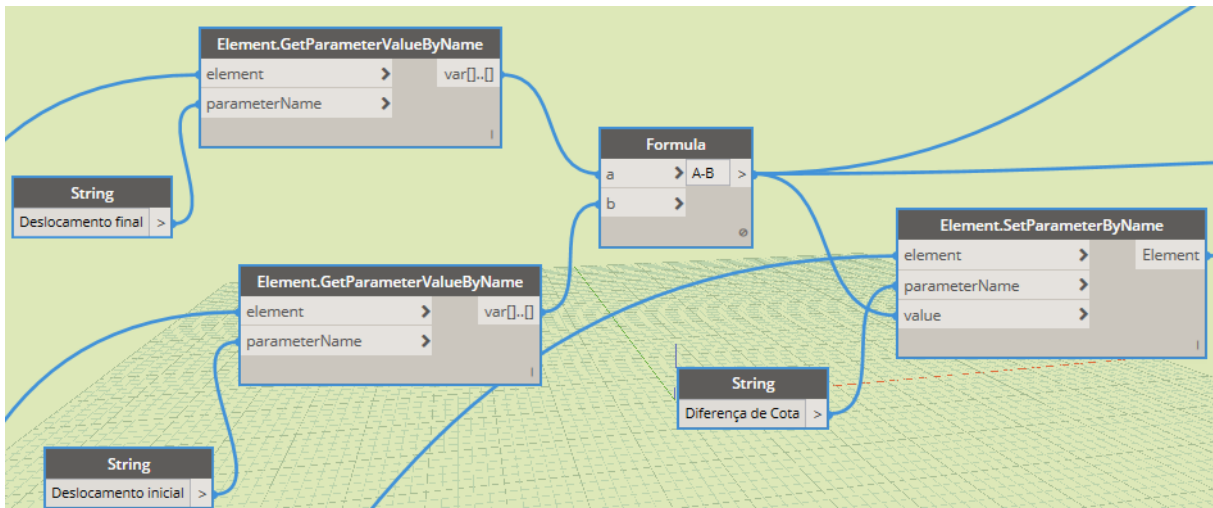 Element.GetParameterValueByName
element > var[]..[]
parameterName >
String
Deslocamento final >
Formula
a > A-B >
b >
Element.SetParameterByName
element > Element
parameterName >
value >
Element.GetParameterValueByName
element > var[]..[]
parameterName >
String
Diferença de Cota >
String
Deslocamento inicial >